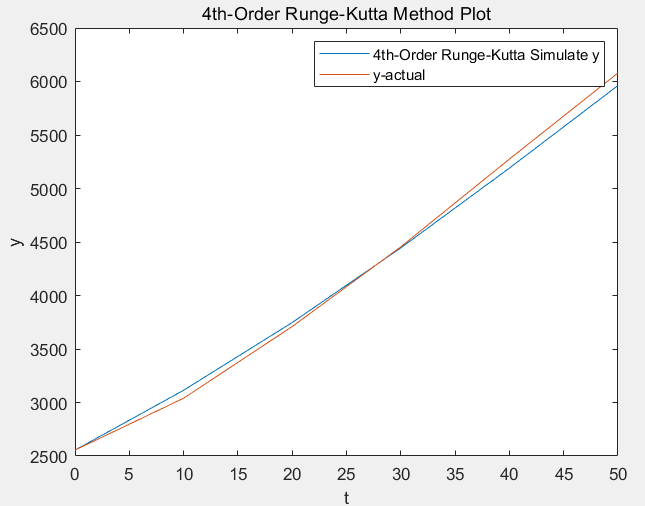 4th-Order Runge-Kutta Method Plot
6500
4th-Order Runge-Kutta Simulate y
y-actual
6000
5500
5000
4500
y
4000
3500
3000
2500
0 5 10 15 20 25 30 35 40 45 50
t